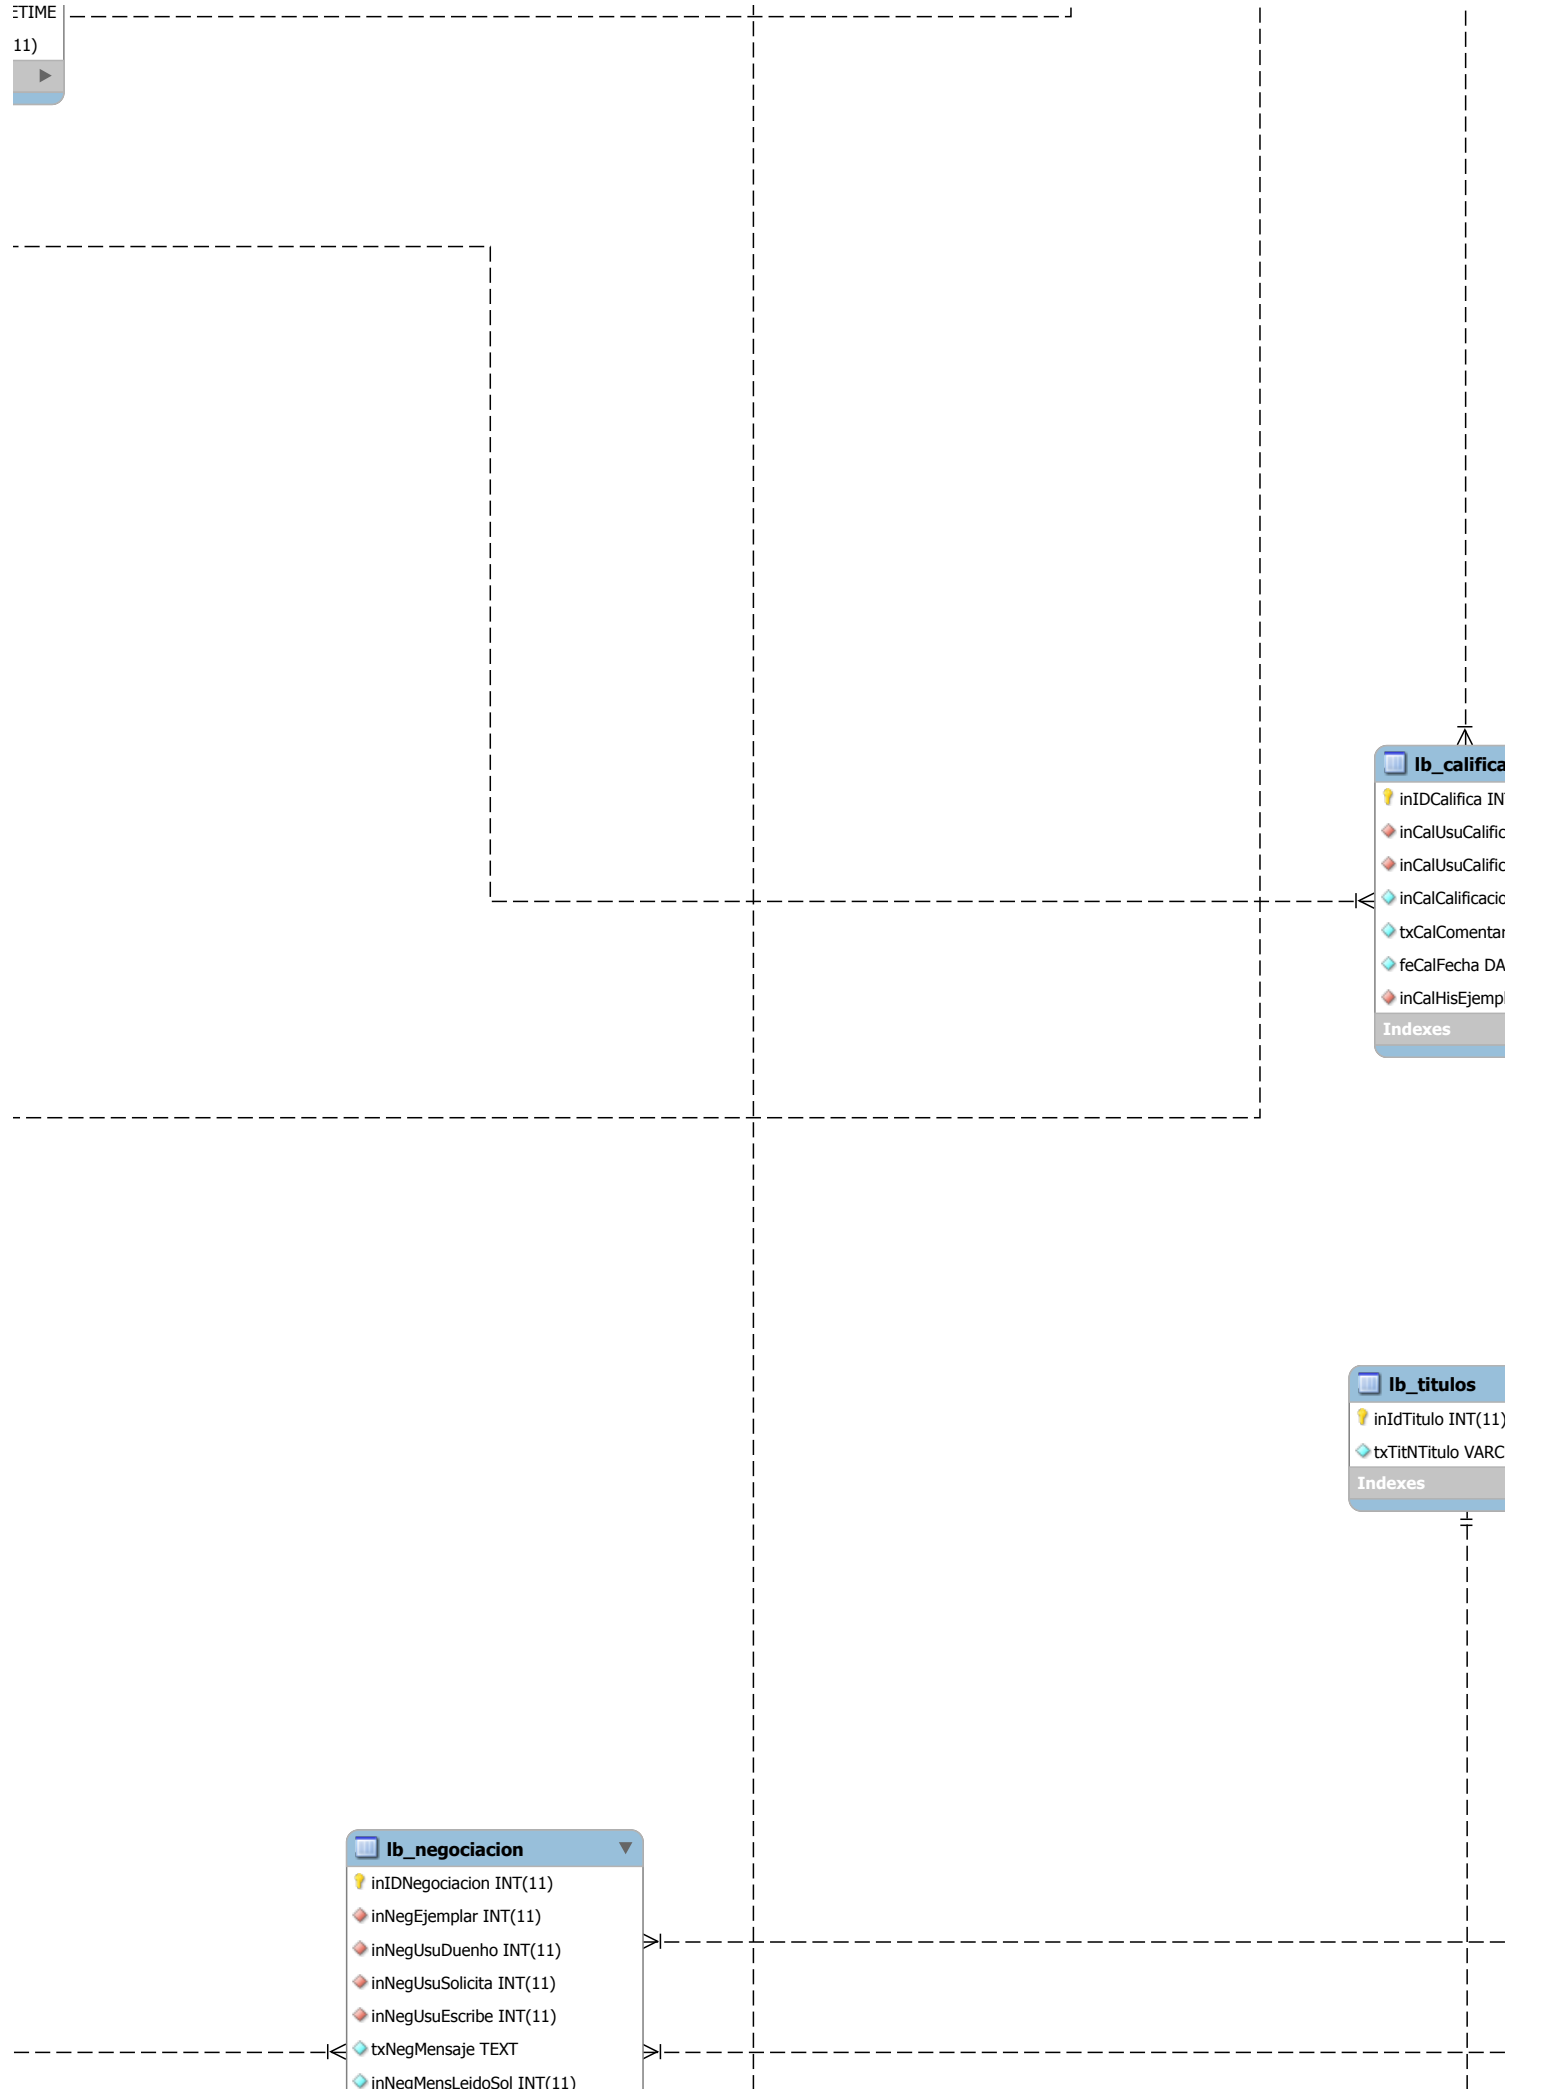 11)
lb_califica
inIDCalifica
inCalUsuCalific
inCalUsuCalific
inCalCalificacio
txCalComentar
feCalFecha DA
inCalHisEjempl
Indexes
lb_titulos
inIdTitulo INT(11)
txTitNTitulo VARC
Indexes
lb_negociacion
inIDNegociacion INT(11)
inNegEjemplar INT(11)
inNegUsuDuenho INT(11)
inNegUsuSolicita INT(11)
inNegUsuEscribe INT(11)
txNegMensaje TEXT
inNegMensLeidoSol INT(11)